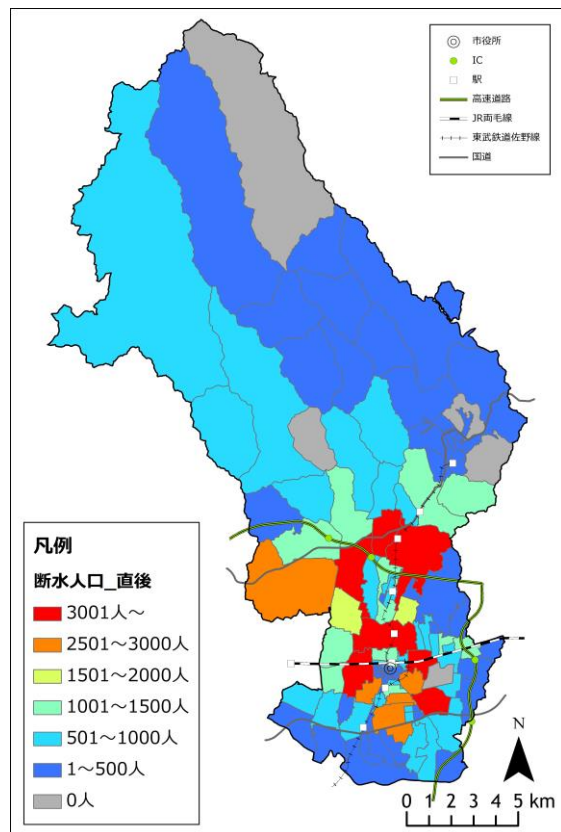 市役所
IC
駅
高速道路
JR両毛線
東武鉄道佐野線
国道
凡例
断水人口_直後
3001人～
2501～3000人
1501～2000人
1001～1500人
501～1000人
1～500人
0人
N
0 1 2 3 4 5 km